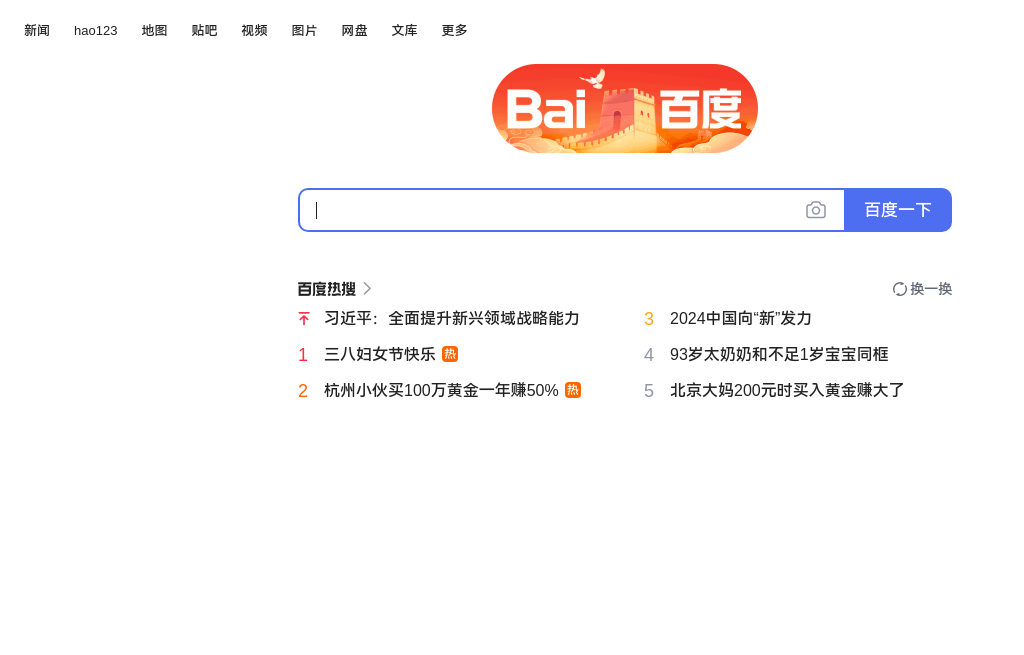 新闻 hao123 地图 贴吧 视频 图片 网盘 文库 更多
Bai 百度
百度一下
百度热搜 换一换
习近平：全面提升新兴领域战略能力
1 三八妇女节快乐 热
2 杭州小伙买100万黄金一年赚50% 热
3 2024中国向“新”发力
4 93岁太奶奶和不足1岁宝宝同框
5 北京大妈200元时买入黄金赚大了